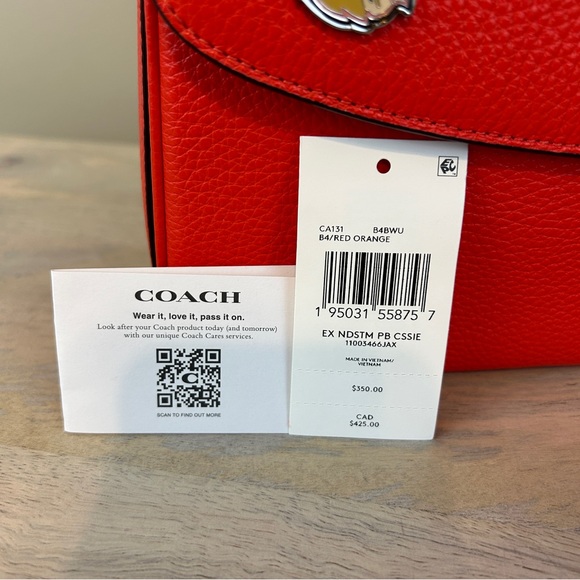 COACH
Wear it, love it, pass it on.
Look after your Coach product today (and tomorrow)
with our unique Coach Cares services.
SCAN TO FIND OUT MORE
CA131 B4BWU
B4/RED ORANGE
1 95031 55875 7
EX NDSTM PB CSSIE
11003466JAX
MADE IN VIETNAM/
VIETNAM
$350.00
CAD
$425.00